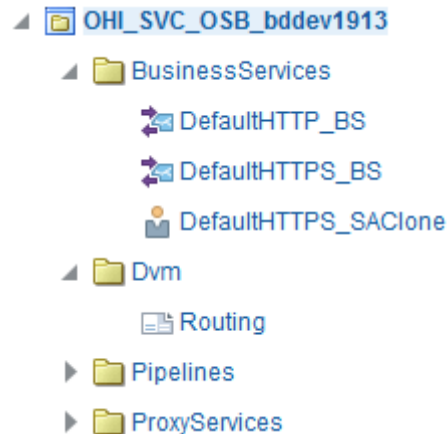 OHI_SVC_OSB_bddev1913
BusinessServices
DefaultHTTP_BS
DefaultHTTPS_BS
DefaultHTTPS_SAClone
Dvm
Routing
Pipelines
ProxyServices